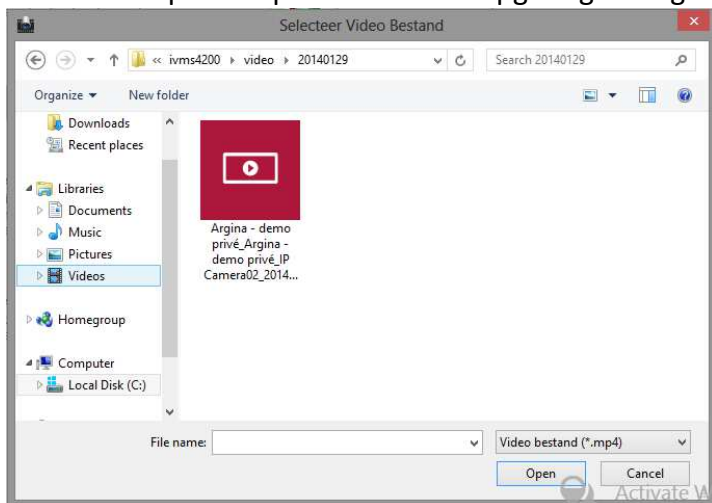 Selecteer Video Bestand
« ivms4200 video 20140129
Search 20140129
Organize
New folder
Downloads
Recent places
Libraries
Documents
Music
Pictures
Videos
Homegroup
Computer
Local Disk (C:)
Argina - demo
privé_Argina -
demo privé_IP
Camera02_2014...
File name:
Video bestand (*.mp4)
Open
Cancel
Activate W